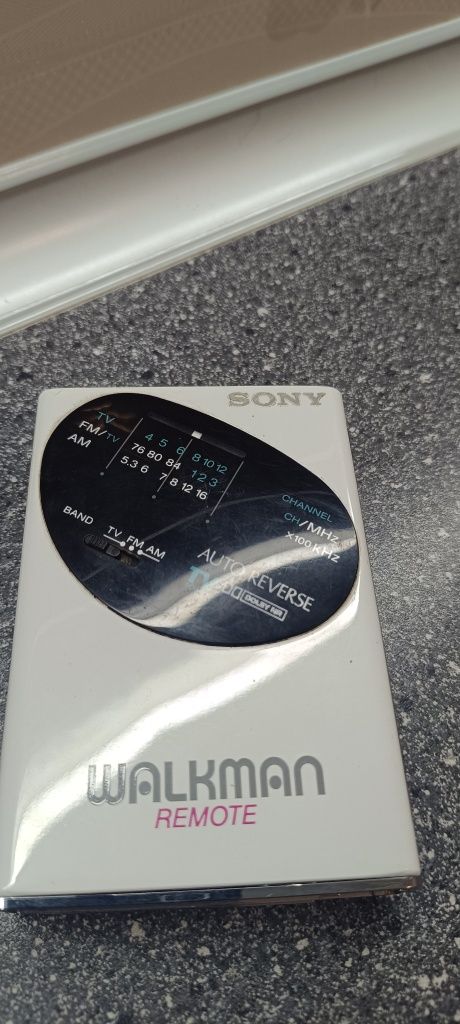 SONY
TV
FM/TV
AM
4 5 6 8 10 12
76 80 84 1 2 3
5.3 6 7 8 12 16
CHANNEL
CH/MHz
X100 KHz
BAND
TV FM AM
AUTO REVERSE
TV
DOLBY NR
WALKMAN
REMOTE